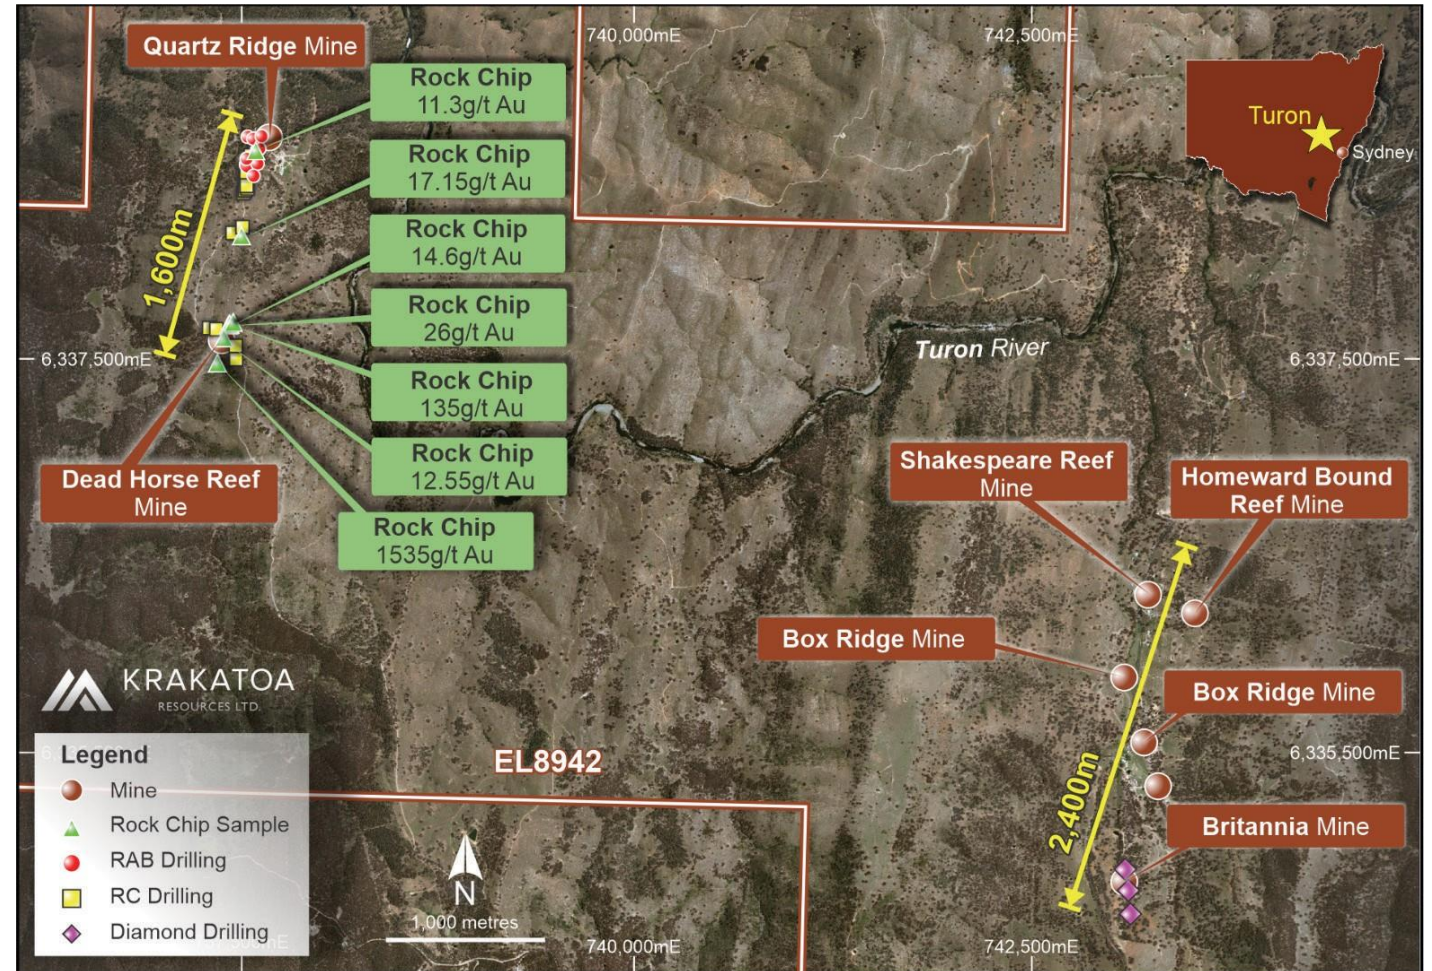 740,000mE
742,500mE
Quartz Ridge Mine
Rock Chip
11.3g/t Au
Rock Chip
17.15g/t Au
Rock Chip
14.6g/t Au
Rock Chip
26g/t Au
Rock Chip
135g/t Au
Rock Chip
12.55g/t Au
Rock Chip
1535g/t Au
Turon
Sydney
1,600m
6,337,500mE
Turon River
6,337,500mE
Dead Horse Reef
Mine
Shakespeare Reef
Mine
Homeward Bound
Reef Mine
Box Ridge Mine
Box Ridge Mine
6,335,500mE
2,400m
Britannia Mine
KRAKATOA
RESOURCES LTD.
EL8942
Legend
Mine
Rock Chip Sample
RAB Drilling
RC Drilling
Diamond Drilling
N
1,000 metres
740,000mE
742,500mE